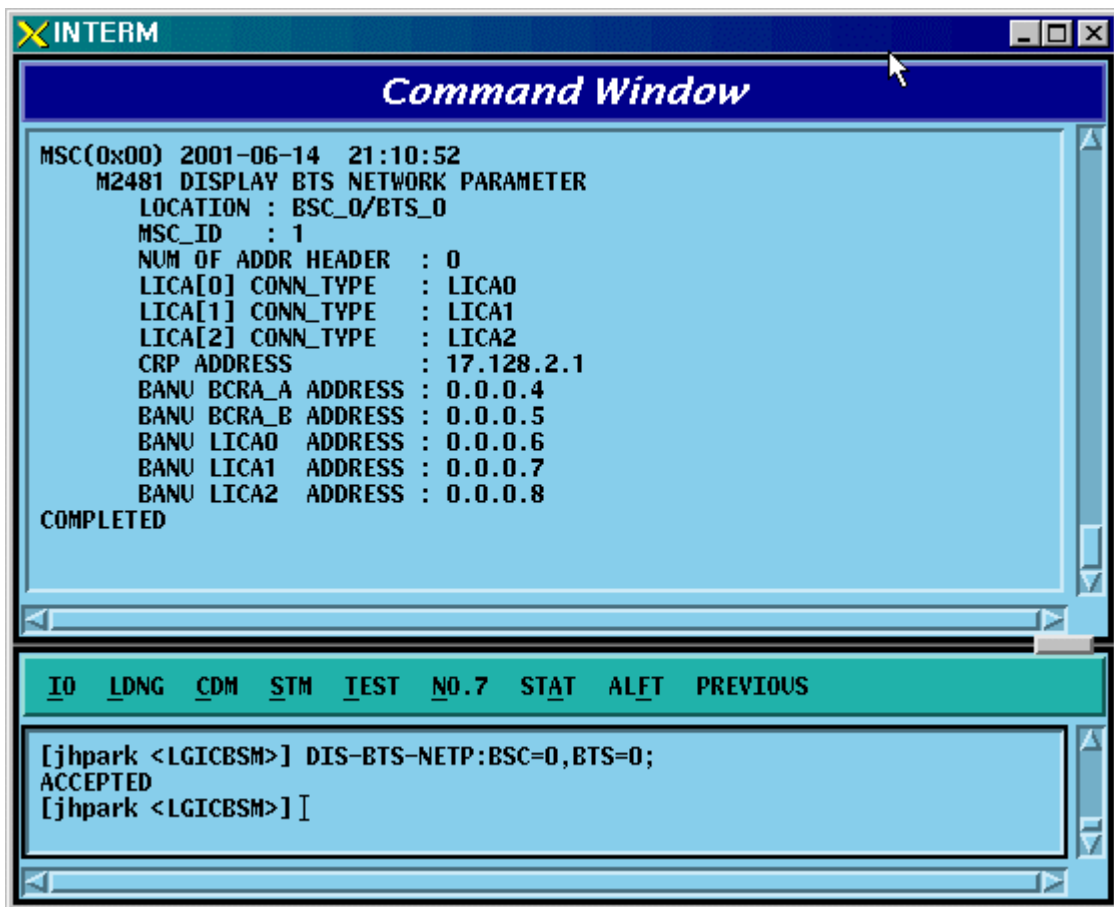 INTERM
Command Window
MSC(0x00) 2001-06-14 21:10:52
M2481 DISPLAY BTS NETWORK PARAMETER
LOCATION : BSC_0/BTS_0
MSC_ID : 1
NUM OF ADDR HEADER : 0
LICA[0] CONN_TYPE : LICA0
LICA[1] CONN_TYPE : LICA1
LICA[2] CONN_TYPE : LICA2
CRP ADDRESS : 17.128.2.1
BANU BCRA_A ADDRESS : 0.0.0.4
BANU BCRA_B ADDRESS : 0.0.0.5
BANU LICA0 ADDRESS : 0.0.0.6
BANU LICA1 ADDRESS : 0.0.0.7
BANU LICA2 ADDRESS : 0.0.0.8
COMPLETED
IO LDNG CDM STM TEST NO.7 STAT ALFT PREVIOUS
[jhpark <LGICBSM>] DIS-BTS-NETP:BSC=0,BTS=0;
ACCEPTED
[jhpark <LGICBSM>]